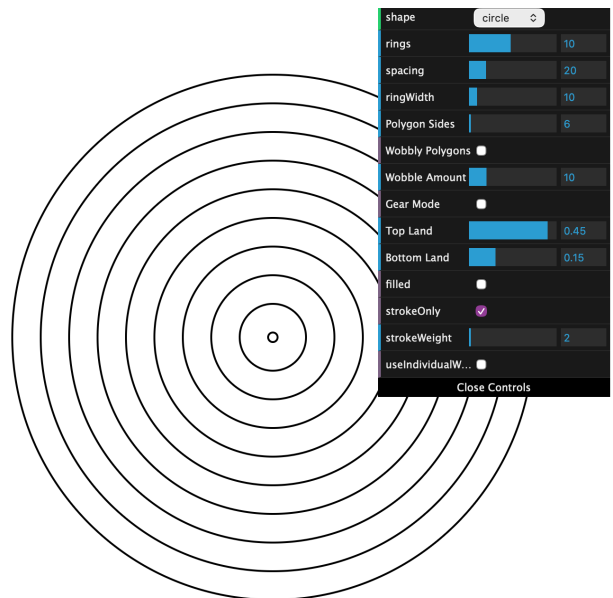 shape circle
rings 10
spacing 20
ringWidth 10
Polygon Sides 6
Wobbly Polygons
Wobble Amount 10
Gear Mode
Top Land 0.45
Bottom Land 0.15
filled
strokeOnly
strokeWeight 2
useIndividualW...
Close Controls